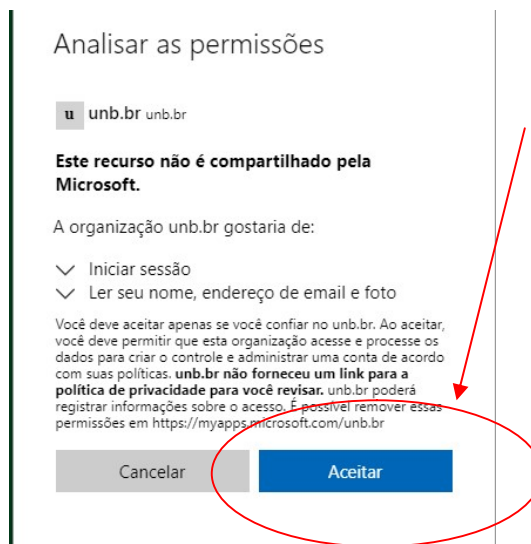 Analisar as permissões
u unb.br unb.br
Este recurso não é compartilhado pela
Microsoft.
A organização unb.br gostaria de:
Iniciar sessão
Ler seu nome, endereço de email e foto
Você deve aceitar apenas se você confiar no unb.br. Ao aceitar,
você deve permitir que esta organização acesse e processe os
dados para criar o controle e administrar uma conta de acordo
com suas políticas. unb.br não forneceu um link para a
política de privacidade para você revisar. unb.br poderá
registrar informações sobre o acesso. É possível remover essas
permissões em https://myapps.microsoft.com/unb.br
Cancelar Aceitar